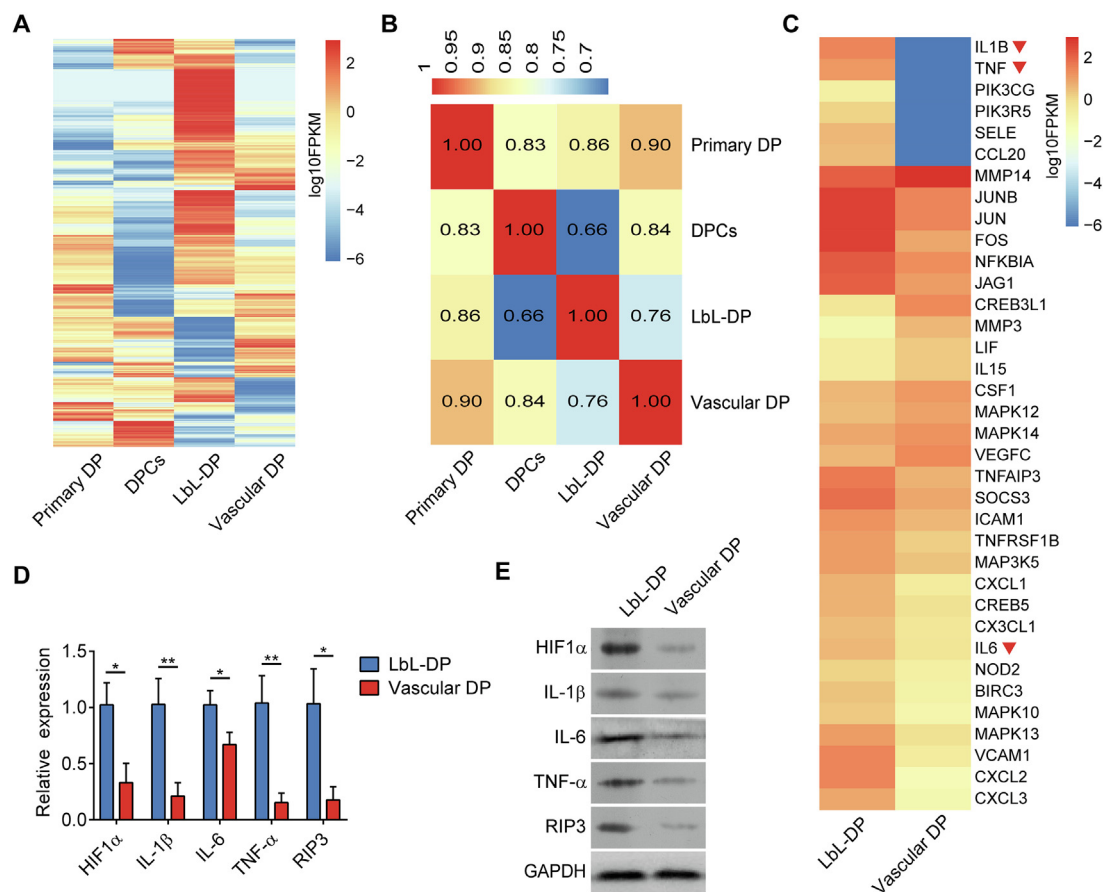 A
2
0
−2
−4
−6
log10FPKM
Primary DP
DPCs
LbL-DP
Vascular DP
B
1
0.95
0.9
0.85
0.8
0.75
0.7
1.00
0.83
0.86
0.90
Primary DP
0.83
1.00
0.66
0.84
DPCs
0.86
0.66
1.00
0.76
LbL-DP
0.90
0.84
0.76
1.00
Vascular DP
Primary DP
DPCs
LbL-DP
Vascular DP
C
IL1B
TNF
PIK3CG
PIK3R5
SELE
CCL20
MMP14
JUNB
JUN
FOS
NFKBIA
JAG1
CREB3L1
MMP3
LIF
IL15
CSF1
MAPK12
MAPK14
VEGFC
TNFAIP3
SOCS3
ICAM1
TNFRSF1B
MAP3K5
CXCL1
CREB5
CX3CL1
IL6
NOD2
BIRC3
MAPK10
MAPK13
VCAM1
CXCL2
CXCL3
LbL-DP
Vascular DP
log10FPKM
2
0
−2
−4
−6
D
Relative expression
1.5
1.0
0.5
0.0
*
**
*
**
*
LbL-DP
Vascular DP
HIF1α
IL-1β
IL-6
TNF-α
RIP3
E
LbL-DP
Vascular DP
HIF1α
IL-1β
IL-6
TNF-α
RIP3
GAPDH